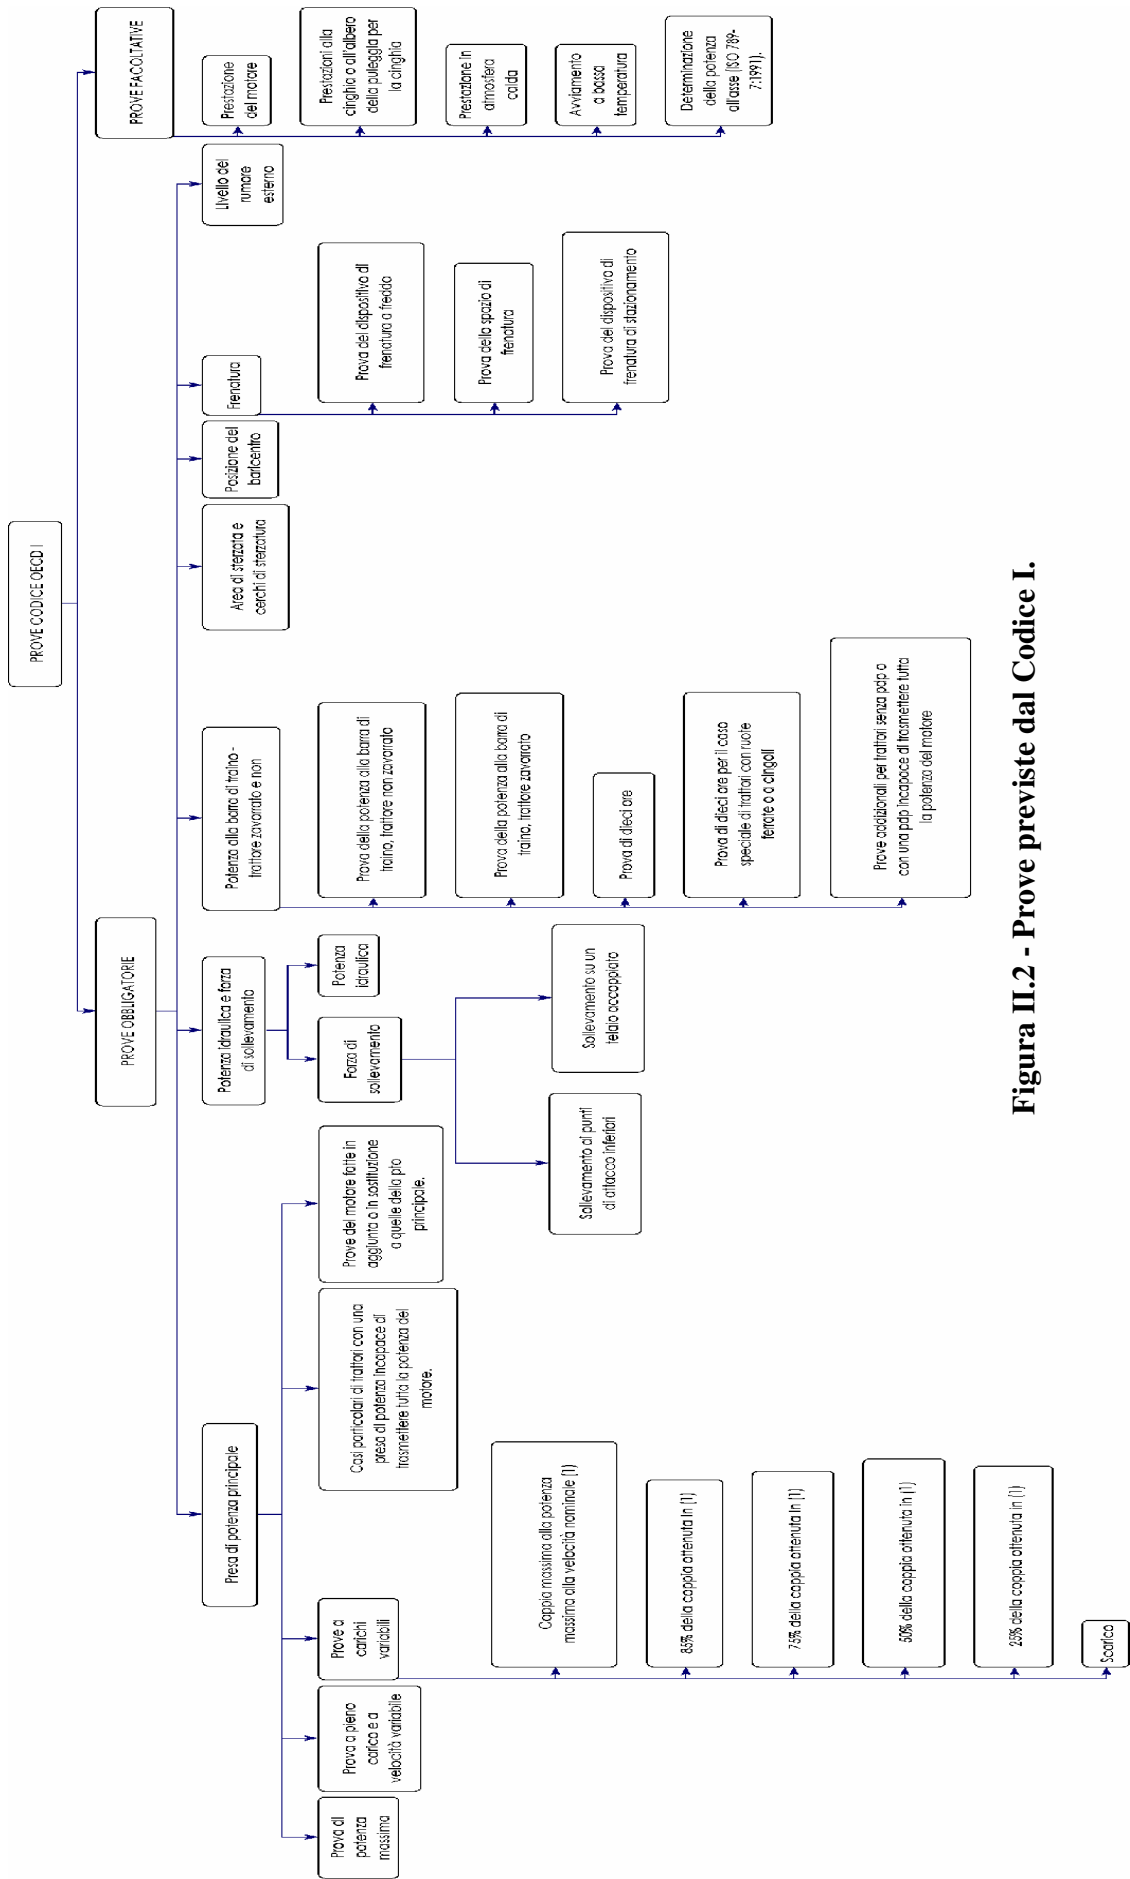 PROVE CODICE OECD I
PROVE OBBLIGATORIE
PROVE FACOLTATIVE
Presa di potenza principale
Potenza idraulica e forza
di sollevamento
Potenza alla barra di traino -
trattore zavorrato e non
Area di sterzata e
cerchi di sterzatura
Posizione del
baricentro
Frenatura
Livello del
rumore
esterno
Prestazione
del motore
Prestazioni alla
cinghia o all'albero
della puleggia per
la cinghia
Prestazione in
atmosfera
calda
Avviamento
a bassa
temperatura
Determinazione
della potenza
all'asse (ISO 789-
7:1991).
Prova di
potenza
massima
Prova a pieno
carico e a
velocità variabile
Prove a
carichi
variabili
Casi particolari di trattori con una
presa di potenza incapace di
trasmettere tutta la potenza del
motore.
Prove del motore fatte in
aggiunta o in sostituzione
a quelle della pto
principale.
Forza di
sollevamento
Potenza
idraulica
Prova della potenza alla barra di
traino, trattore non zavorrato
Prova della potenza alla barra di
traino, trattore zavorrato
Prova di dieci ore
Prova di dieci ore per il caso
speciale di trattori con ruote
ferrate o a cingoli
Prove addizionali per trattori senza pdp o
con una pdp incapace di trasmettere tutta
la potenza del motore
Prova del dispositivo di
frenatura a freddo
Prova dello spazio di
frenatura
Prova del dispositivo di
frenatura di stazionamento
Coppia massima alla potenza
massima alla velocità nominale (1)
85% della coppia ottenuta in (1)
75% della coppia ottenuta in (1)
50% della coppia ottenuta in (1)
25% della coppia ottenuta in (1)
Scarico
Sollevamento ai punti
di attacco inferiori
Sollevamento su un
telaio accoppiato
Figura II.2 - Prove previste dal Codice I.